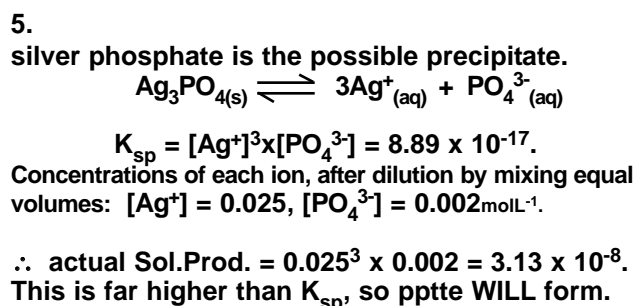 5.
silver phosphate is the possible precipitate.
Ag₃PO₄₍s₎ ⇌ 3Ag⁺₍aq₎ + PO₄³⁻₍aq₎
Kₛₚ = [Ag⁺]³x[PO₄³⁻] = 8.89 x 10⁻¹⁷.
Concentrations of each ion, after dilution by mixing equal
volumes: [Ag⁺] = 0.025, [PO₄³⁻] = 0.002molL⁻¹.
∴ actual Sol.Prod. = 0.025³ x 0.002 = 3.13 x 10⁻⁸.
This is far higher than Kₛₚ, so pptte WILL form.